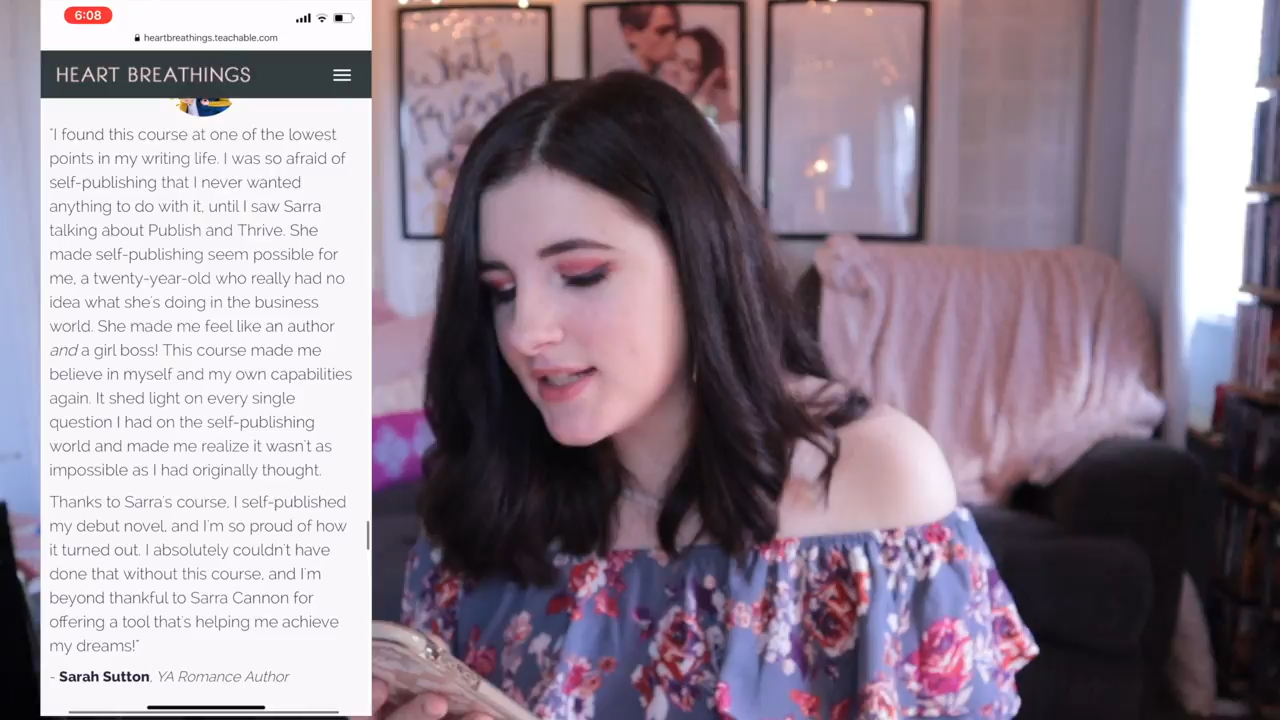 6:08
heartbreathings.teachable.com
HEART BREATHINGS
"I found this course at one of the lowest
points in my writing life. I was so afraid of
self-publishing that I never wanted
anything to do with it, until I saw Sarra
talking about Publish and Thrive. She
made self-publishing seem possible for
me, a twenty-year-old who really had no
idea what she's doing in the business
world. She made me feel like an author
and a girl boss! This course made me
believe in myself and my own capabilities
again. It shed light on every single
question I had on the self-publishing
world and made me realize it wasn't as
impossible as I had originally thought.
Thanks to Sarra's course, I self-published
my debut novel, and I'm so proud of how
it turned out. I absolutely couldn't have
done that without this course, and I'm
beyond thankful to Sarra Cannon for
offering a tool that's helping me achieve
my dreams!"
- Sarah Sutton, YA Romance Author
what
Friends